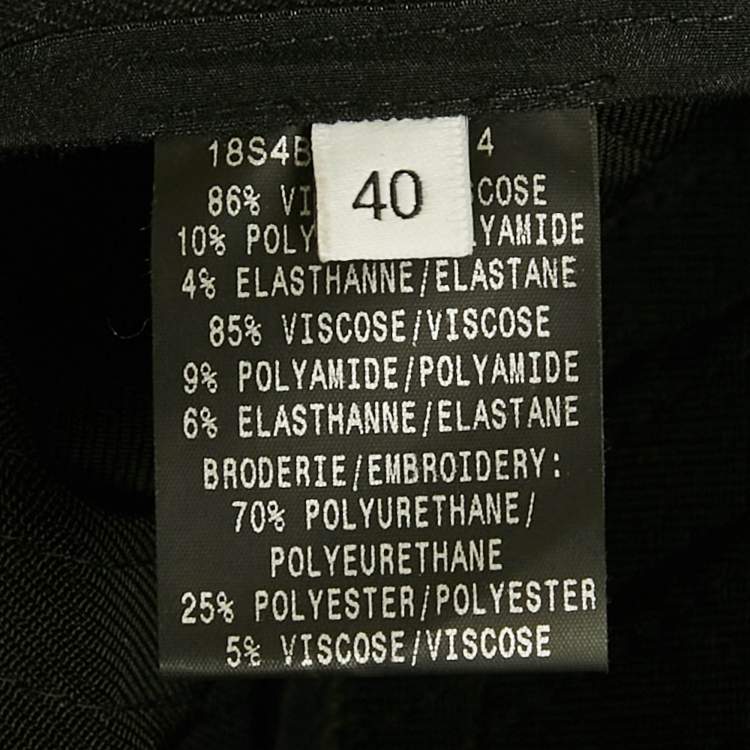 18S4B 4
40
86% VI SCOSE
10% POLY YAMIDE
4% ELASTHANNE/ELASTANE
85% VISCOSE/VISCOSE
9% POLYAMIDE/POLYAMIDE
6% ELASTHANNE/ELASTANE
BRODERIE/EMBROIDERY:
70% POLYURETHANE/
POLYEURETHANE
25% POLYESTER/POLYESTER
5% VISCOSE/VISCOSE